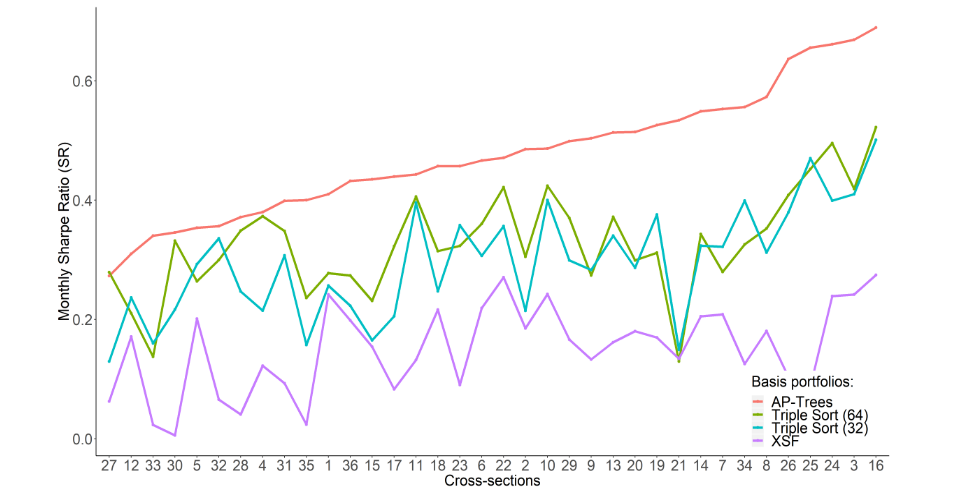 Monthly Sharpe Ratio (SR)
0.6
0.4
0.2
0.0
Basis portfolios:
AP-Trees
Triple Sort (64)
Triple Sort (32)
XSF
27 12 33 30 5 32 28 4 31 35 1 36 15 17 11 18 23 6 22 2 10 29 9 13 20 19 21 14 7 34 8 26 25 24 3 16
Cross-sections